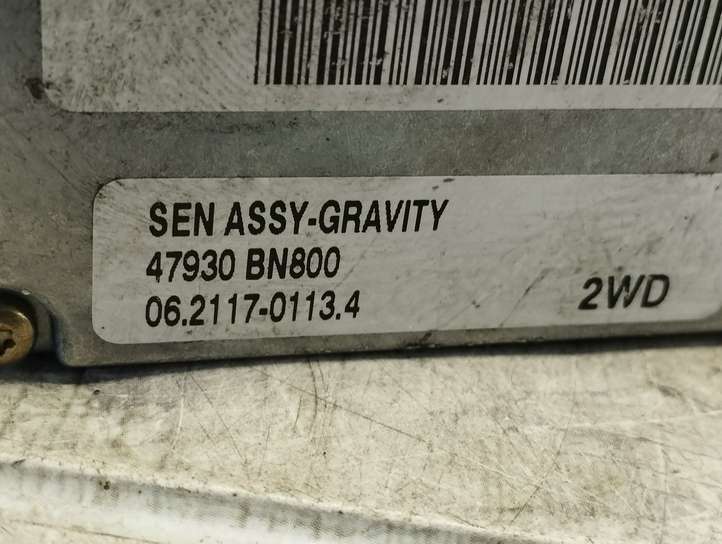 SEN ASSY-GRAVITY
47930 BN800
06.2117-0113.4
2WD